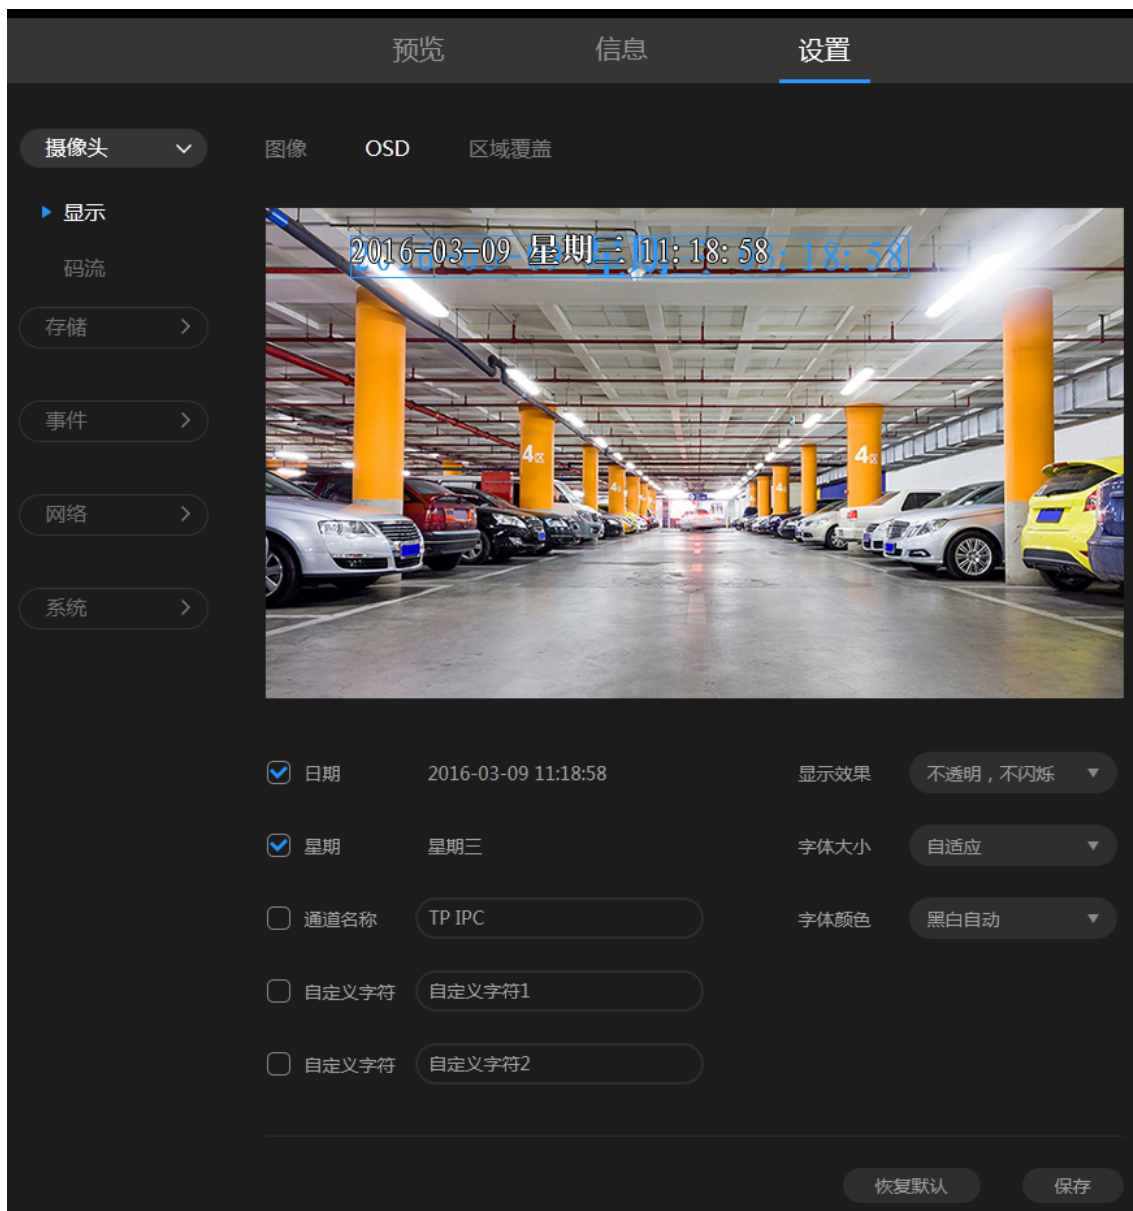 预览 信息 设置
摄像头 图像 OSD 区域覆盖
显示
码流
存储
事件
网络
系统
2016-03-09 星期三 11:18:58
4区 4区
日期 2016-03-09 11:18:58 显示效果 不透明，不闪烁
星期 星期三 字体大小 自适应
通道名称 TP IPC 字体颜色 黑白自动
自定义字符 自定义字符1
自定义字符 自定义字符2
恢复默认 保存